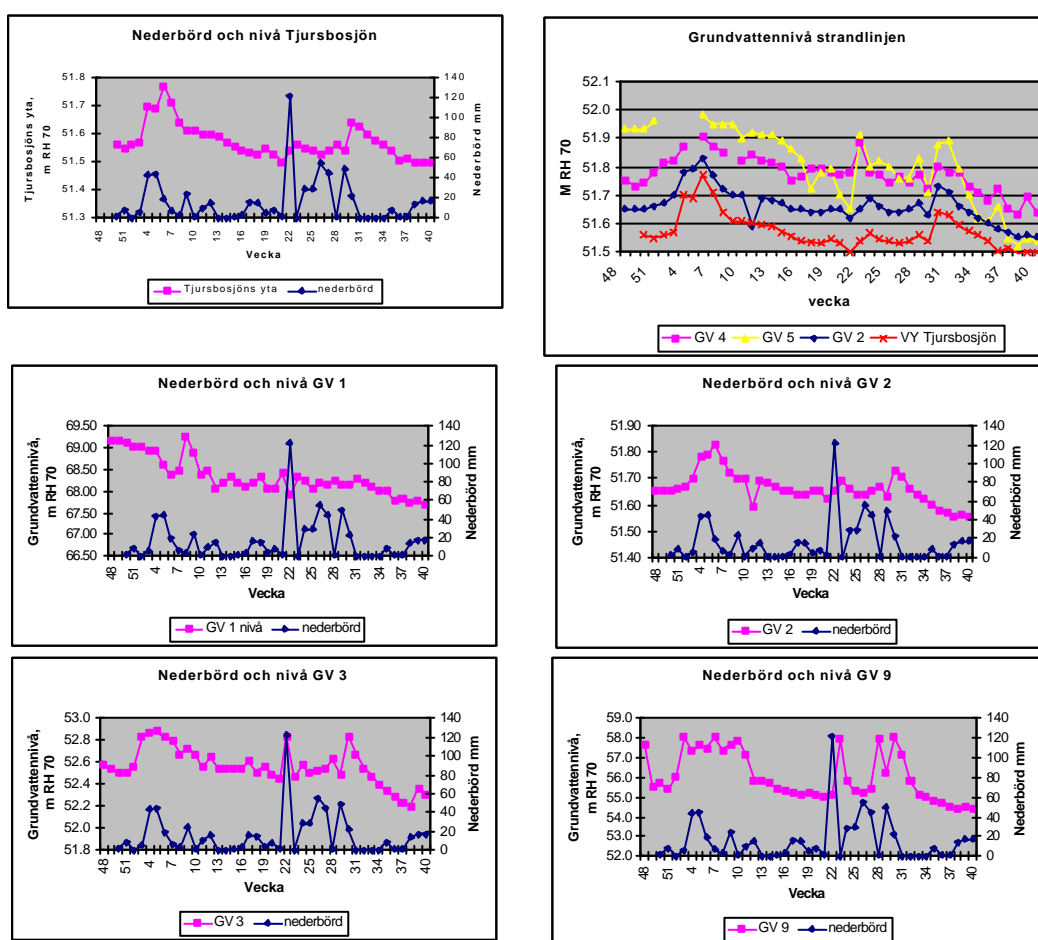 Nederbörd och nivå Tjursbosjön
Tjursbosjöns yta,
m RH 70
51.8
51.7
51.6
51.5
51.4
51.3
140
120
100
80
60
40
20
0
Nederbörd mm
48 51 4 7 10 13 16 19 22 25 28 31 34 37 40
Vecka
Tjursbosjöns yta nederbörd
Grundvattennivå strandlinjen
M RH 70
52.1
52.0
51.9
51.8
51.7
51.6
51.5
48 51 4 7 10 13 16 19 22 25 28 31 34 37 40
vecka
GV 4 GV 5 GV 2 VY Tjursbosjön
Nederbörd och nivå GV 1
Grundvattennivå,
m RH 70
69.50
69.00
68.50
68.00
67.50
67.00
66.50
140
120
100
80
60
40
20
0
Nederbörd mm
48 51 4 7 10 13 16 19 22 25 28 31 34 37 40
Vecka
GV 1 nivå nederbörd
Nederbörd och nivå GV 2
Grundvattennivå,
m RH 70
51.90
51.80
51.70
51.60
51.50
51.40
140
120
100
80
60
40
20
0
Nederbörd mm
48 51 4 7 10 13 16 19 22 25 28 31 34 37 40
Vecka
GV 2 nederbörd
Nederbörd och nivå GV 3
Grundvattennivå,
m RH 70
53.0
52.8
52.6
52.4
52.2
52.0
51.8
140
120
100
80
60
40
20
0
Nederbörd mm
48 51 4 7 10 13 16 19 22 25 28 31 34 37 40
Vecka
GV 3 nederbörd
Nederbörd och nivå GV 9
Grundvattennivå,
m RH 70
59.0
58.0
57.0
56.0
55.0
54.0
53.0
52.0
140
120
100
80
60
40
20
0
Nederbörd mm
48 51 4 7 10 13 16 19 22 25 28 31 34 37 40
Vecka
GV 9 nederbörd